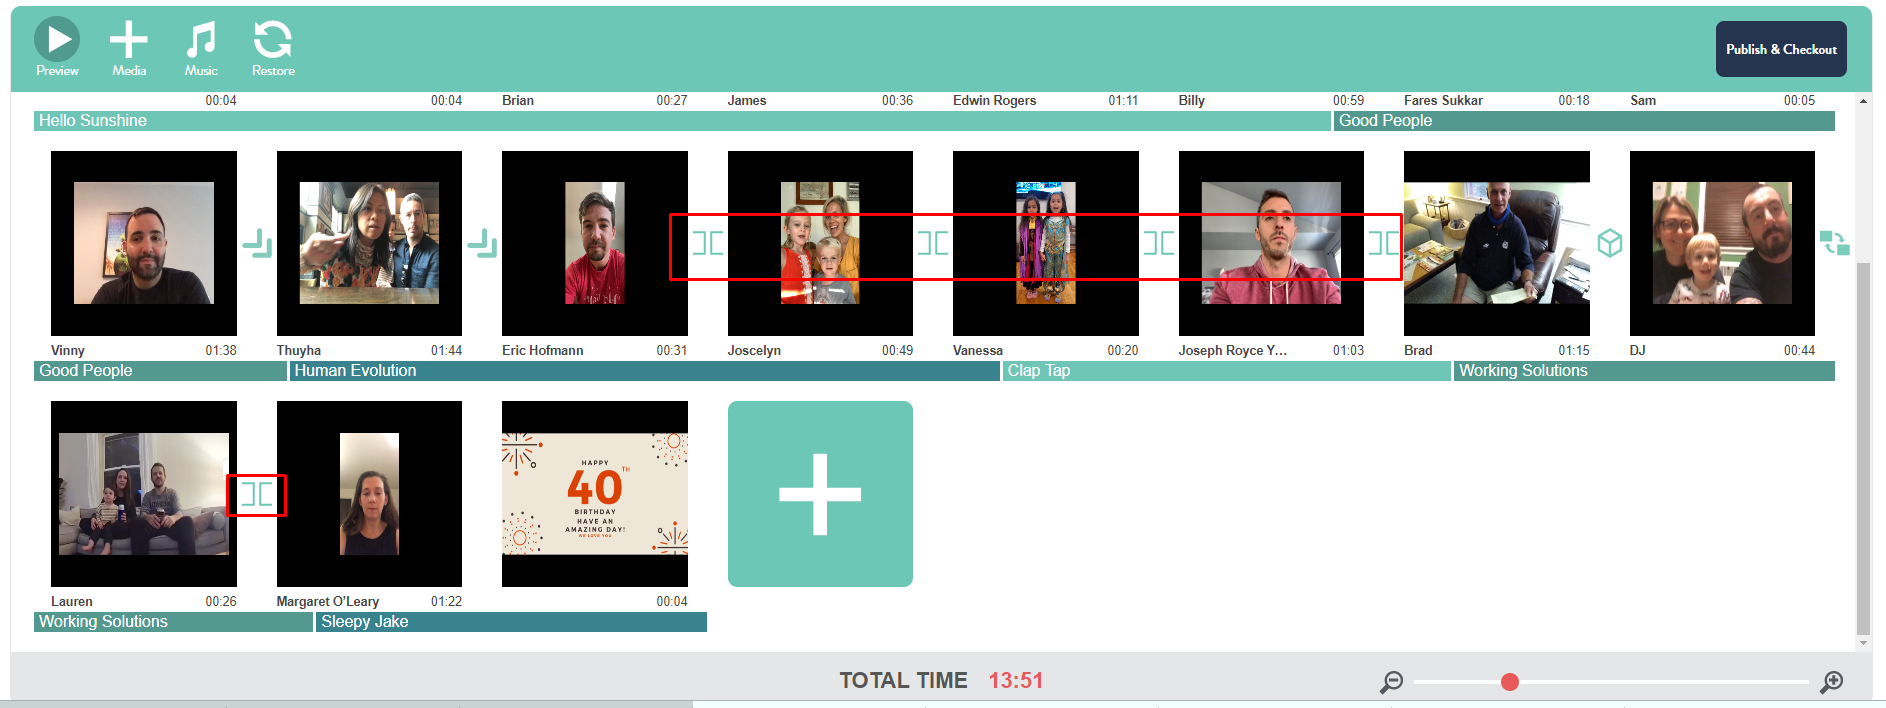 Preview Media Music Restore
Publish & Checkout
00:04 00:04 Brian 00:27 James 00:36 Edwin Rogers 01:11 Billy 00:59 Fares Sukkar 00:18 Sam 00:05
Hello Sunshine Good People
Vinny 01:38 Thuyha 01:44 Eric Hofmann 00:31 Joscelyn 00:49 Vanessa 00:20 Joseph Royce Y... 01:03 Brad 01:15 DJ 00:44
Good People Human Evolution Clap Tap Working Solutions
HAPPY
40TH
BIRTHDAY
HAVE AN
AMAZING DAY!
WE LOVE YOU
Lauren 00:26 Margaret O'Leary 01:22 00:04
Working Solutions Sleepy Jake
TOTAL TIME 13:51